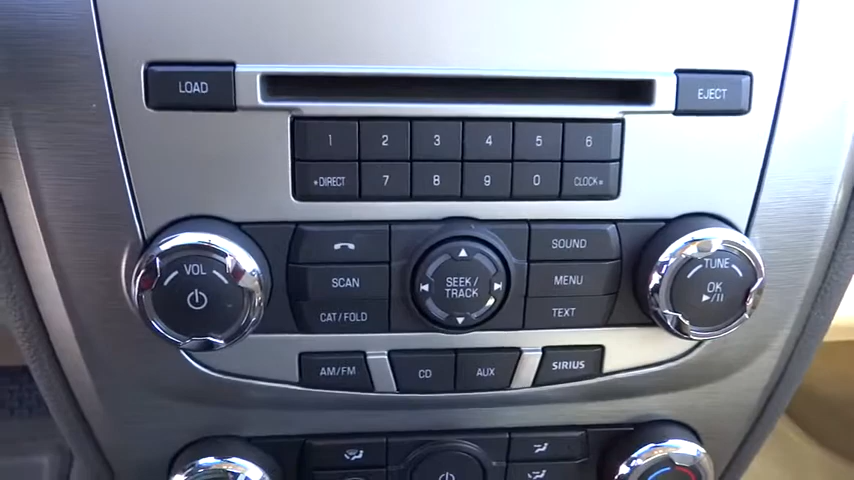 LOAD
EJECT
1 2 3 4 5 6
DIRECT 7 8 9 0 CLOCK
VOL
SCAN
CAT/FOLD
SEEK/
TRACK
SOUND
MENU
TEXT
TUNE
OK
AM/FM
CD
AUX
SIRIUS